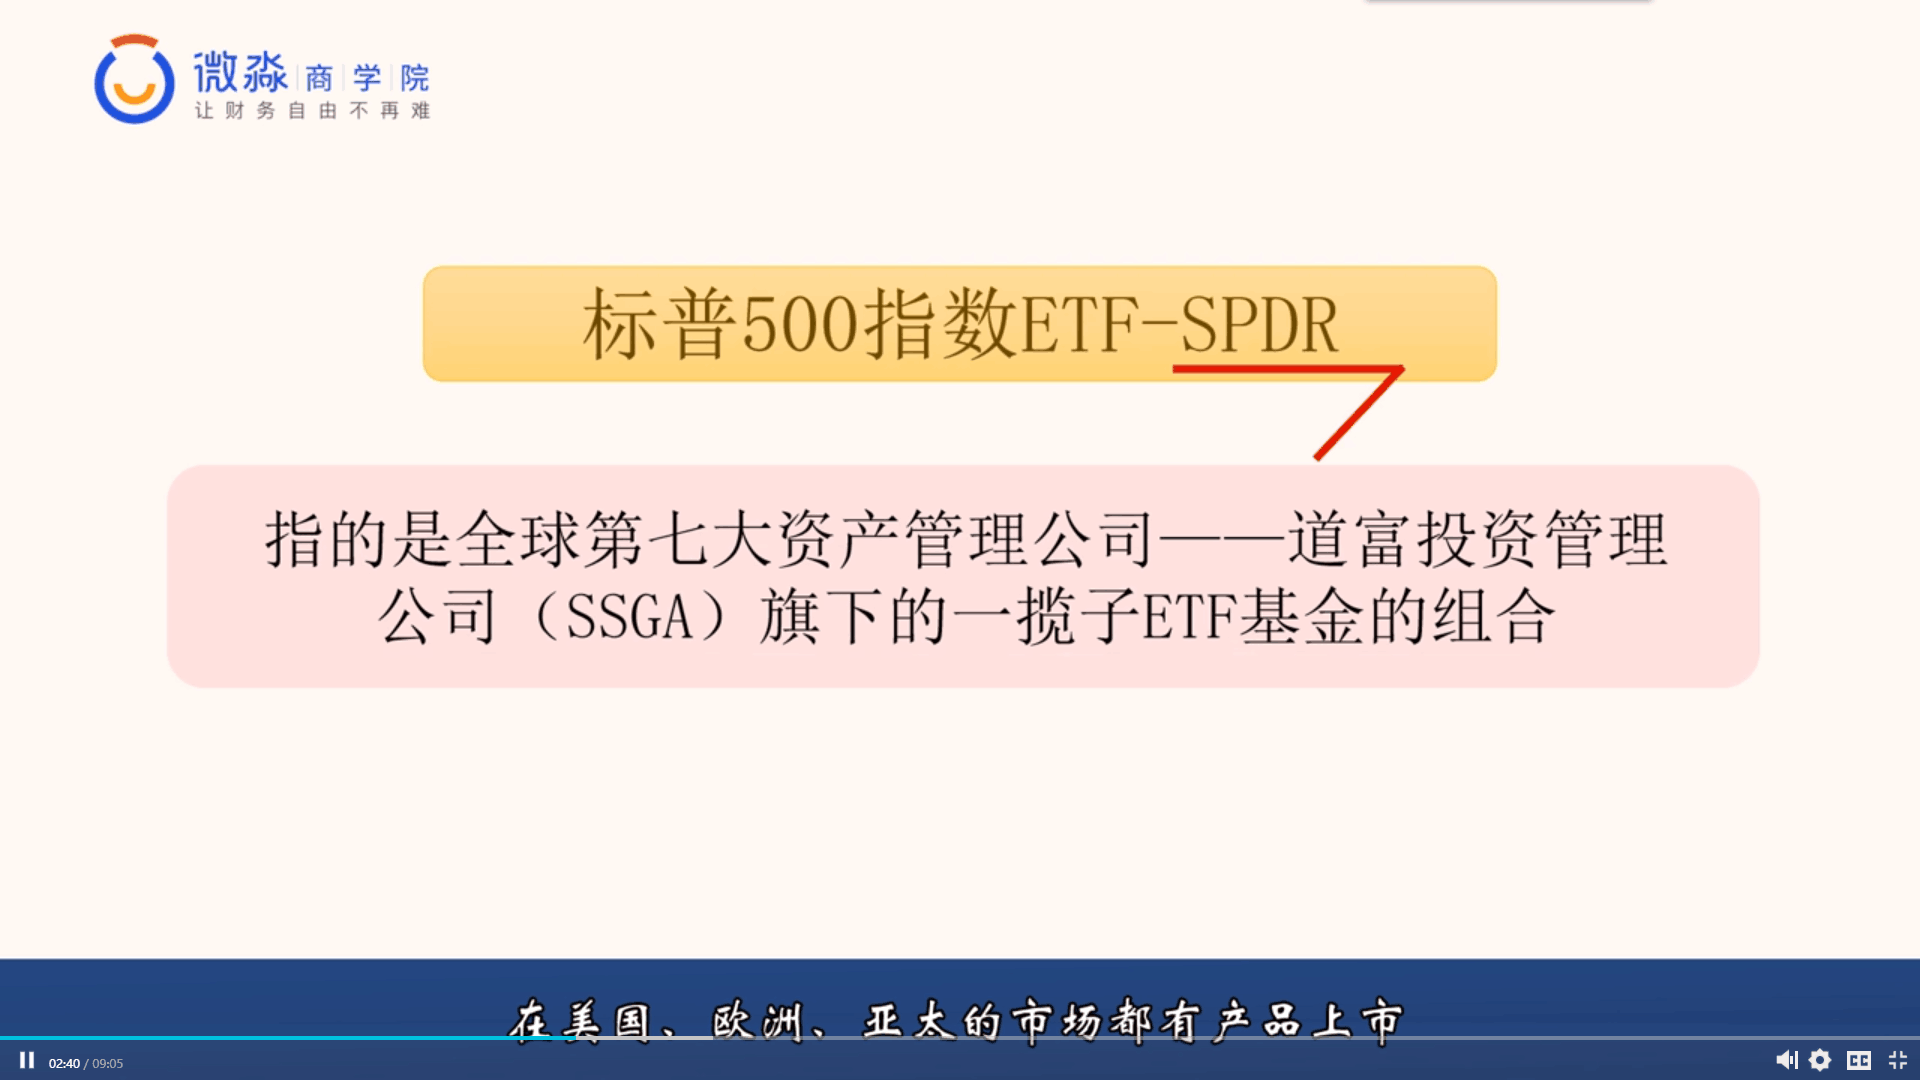 微淼商学院
让财务自由不再难
标普500指数ETF-SPDR
指的是全球第七大资产管理公司——道富投资管理
公司（SSGA）旗下的一揽子ETF基金的组合
在美国、欧洲、亚太的市场都有产品上市
02:40 / 09:05
CC